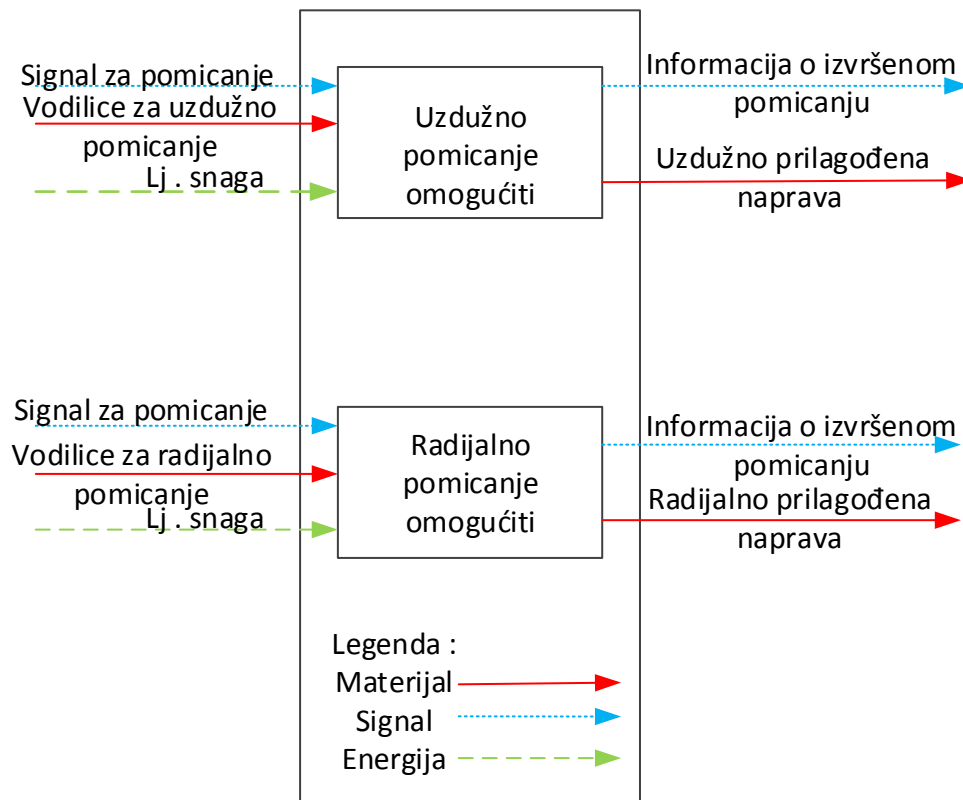 Signal za pomicanje
Vodilice za uzdužno
pomicanje
Lj . snaga
Uzdužno
pomicanje
omogućiti
Informacija o izvršenom
pomicanju
Uzdužno prilagođena
naprava
Signal za pomicanje
Vodilice za radijalno
pomicanje
Lj . snaga
Radijalno
pomicanje
omogućiti
Informacija o izvršenom
pomicanju
Radijalno prilagođena
naprava
Legenda :
Materijal
Signal
Energija